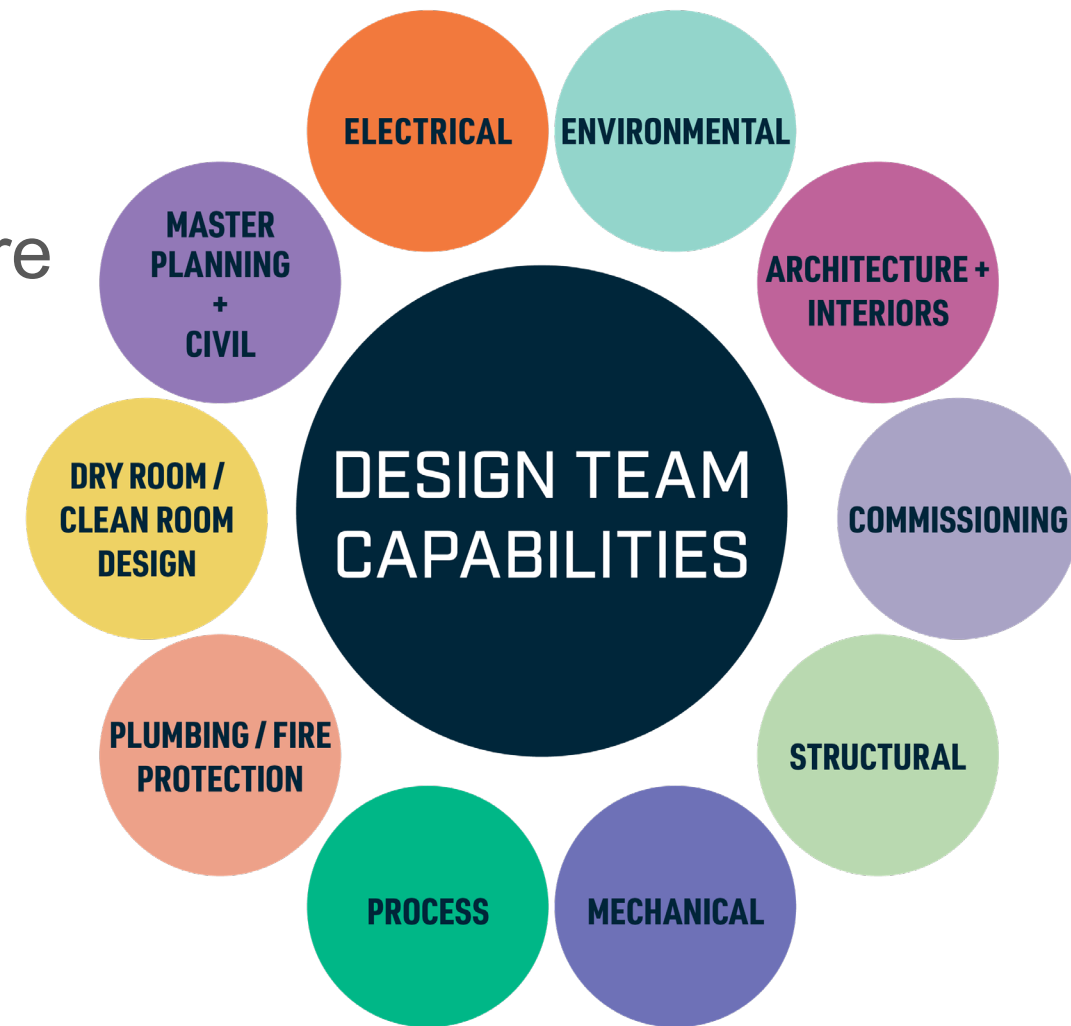 ELECTRICAL
ENVIRONMENTAL
re
MASTER
PLANNING
+
CIVIL
ARCHITECTURE +
INTERIORS
DESIGN TEAM
CAPABILITIES
DRY ROOM /
CLEAN ROOM
DESIGN
COMMISSIONING
PLUMBING / FIRE
PROTECTION
STRUCTURAL
PROCESS
MECHANICAL